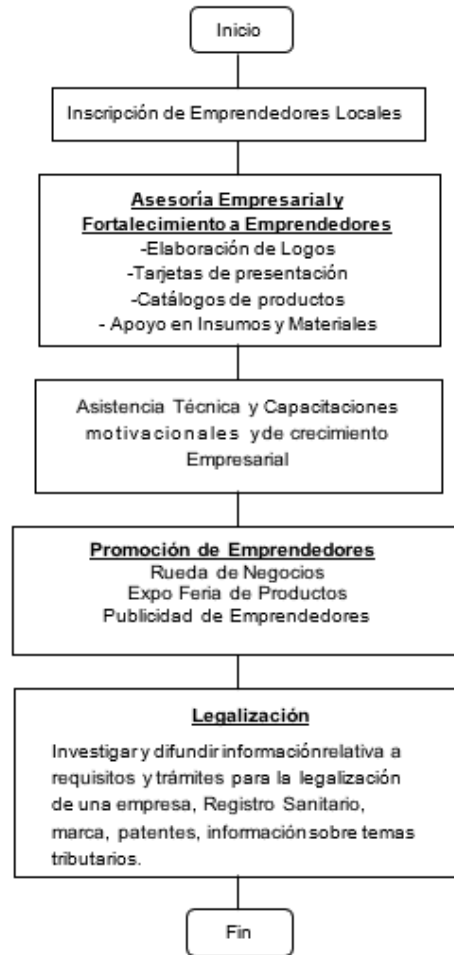 Inicio
Inscripción de Emprendedores Locales
Asesoría Empresarial y
Fortalecimiento a Emprendedores
-Elaboración de Logos
-Tarjetas de presentación
-Catálogos de productos
- Apoyo en Insumos y Materiales
Asistencia Técnica y Capacitaciones
motivacionales yde crecimiento
Empresarial
Promoción de Emprendedores
Rueda de Negocios
Expo Feria de Productos
Publicidad de Emprendedores
Legalización
Investigar y difundir informaciónrelativa a
requisitos y trámites para la legalización
de una empresa, Registro Sanitario,
marca, patentes, información sobre temas
tributarios.
Fin